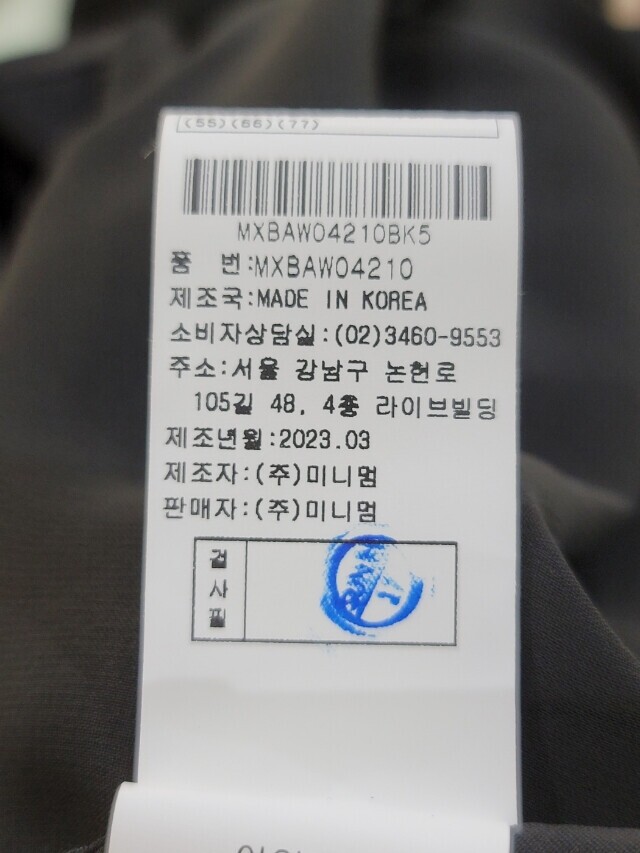 (55)(66)(77)
MXBAW04210BK5
품 번:MXBAW04210
제조국:MADE IN KOREA
소비자상담실:(02)3460-9553
주소:서울 강남구 논현로
105길 48, 4층 라이브빌딩
제조년월:2023.03
제조자:(주)미니멈
판매자:(주)미니멈
검사필